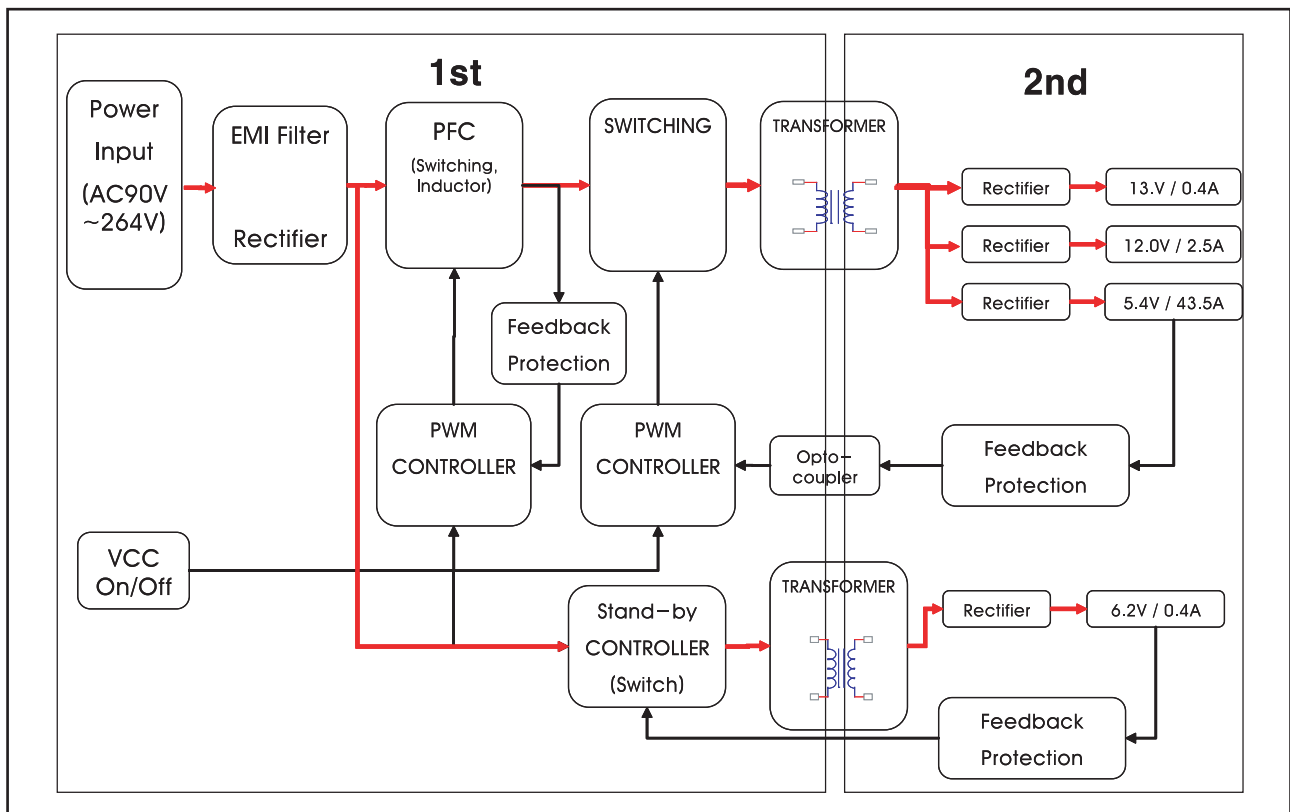 1st
2nd
Power
Input
(AC90V
~264V)
EMI Filter
Rectifier
PFC
(Switching,
Inductor)
SWITCHING
TRANSFORMER
Rectifier
13.V / 0.4A
Rectifier
12.0V / 2.5A
Rectifier
5.4V / 43.5A
Feedback
Protection
PWM
CONTROLLER
PWM
CONTROLLER
Opto-
coupler
Feedback
Protection
VCC
On/Off
Stand-by
CONTROLLER
(Switch)
TRANSFORMER
Rectifier
6.2V / 0.4A
Feedback
Protection